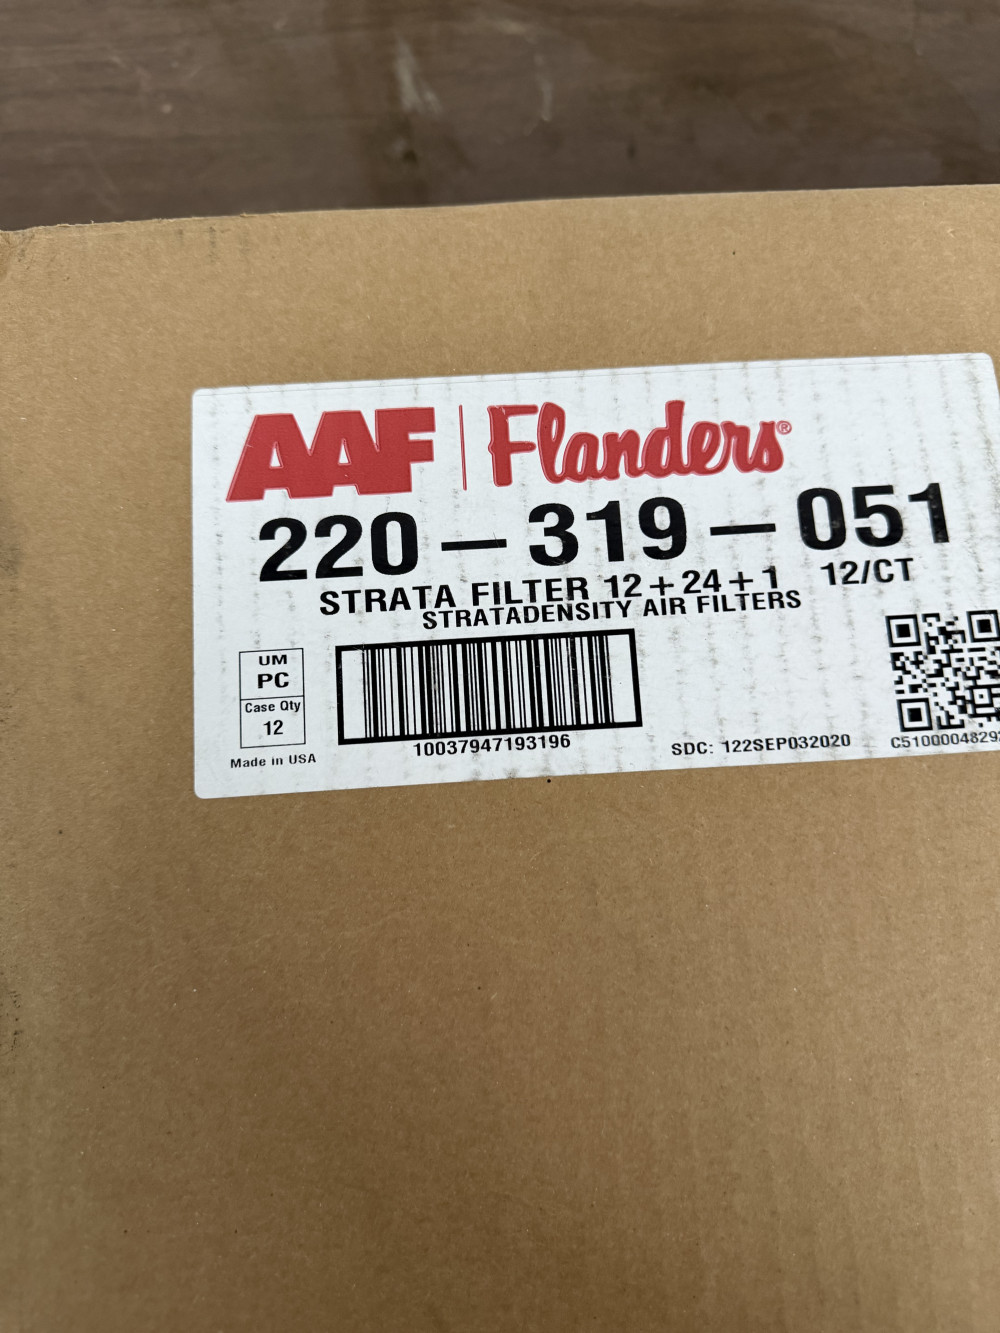 AAF | Flanders®
220-319-051
STRATA FILTER 12+24+1 12/CT
STRATADENSITY AIR FILTERS
UM
PC
Case Qty
12
Made in USA
10037947193196
SDC: 122SEP032020
C5100004829